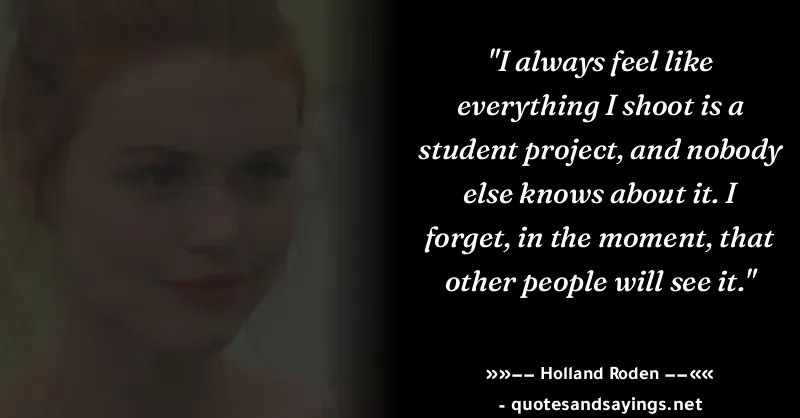 "I always feel like
everything I shoot is a
student project, and nobody
else knows about it. I
forget, in the moment, that
other people will see it."
»»—— Holland Roden ——««
- quotesandsayings.net